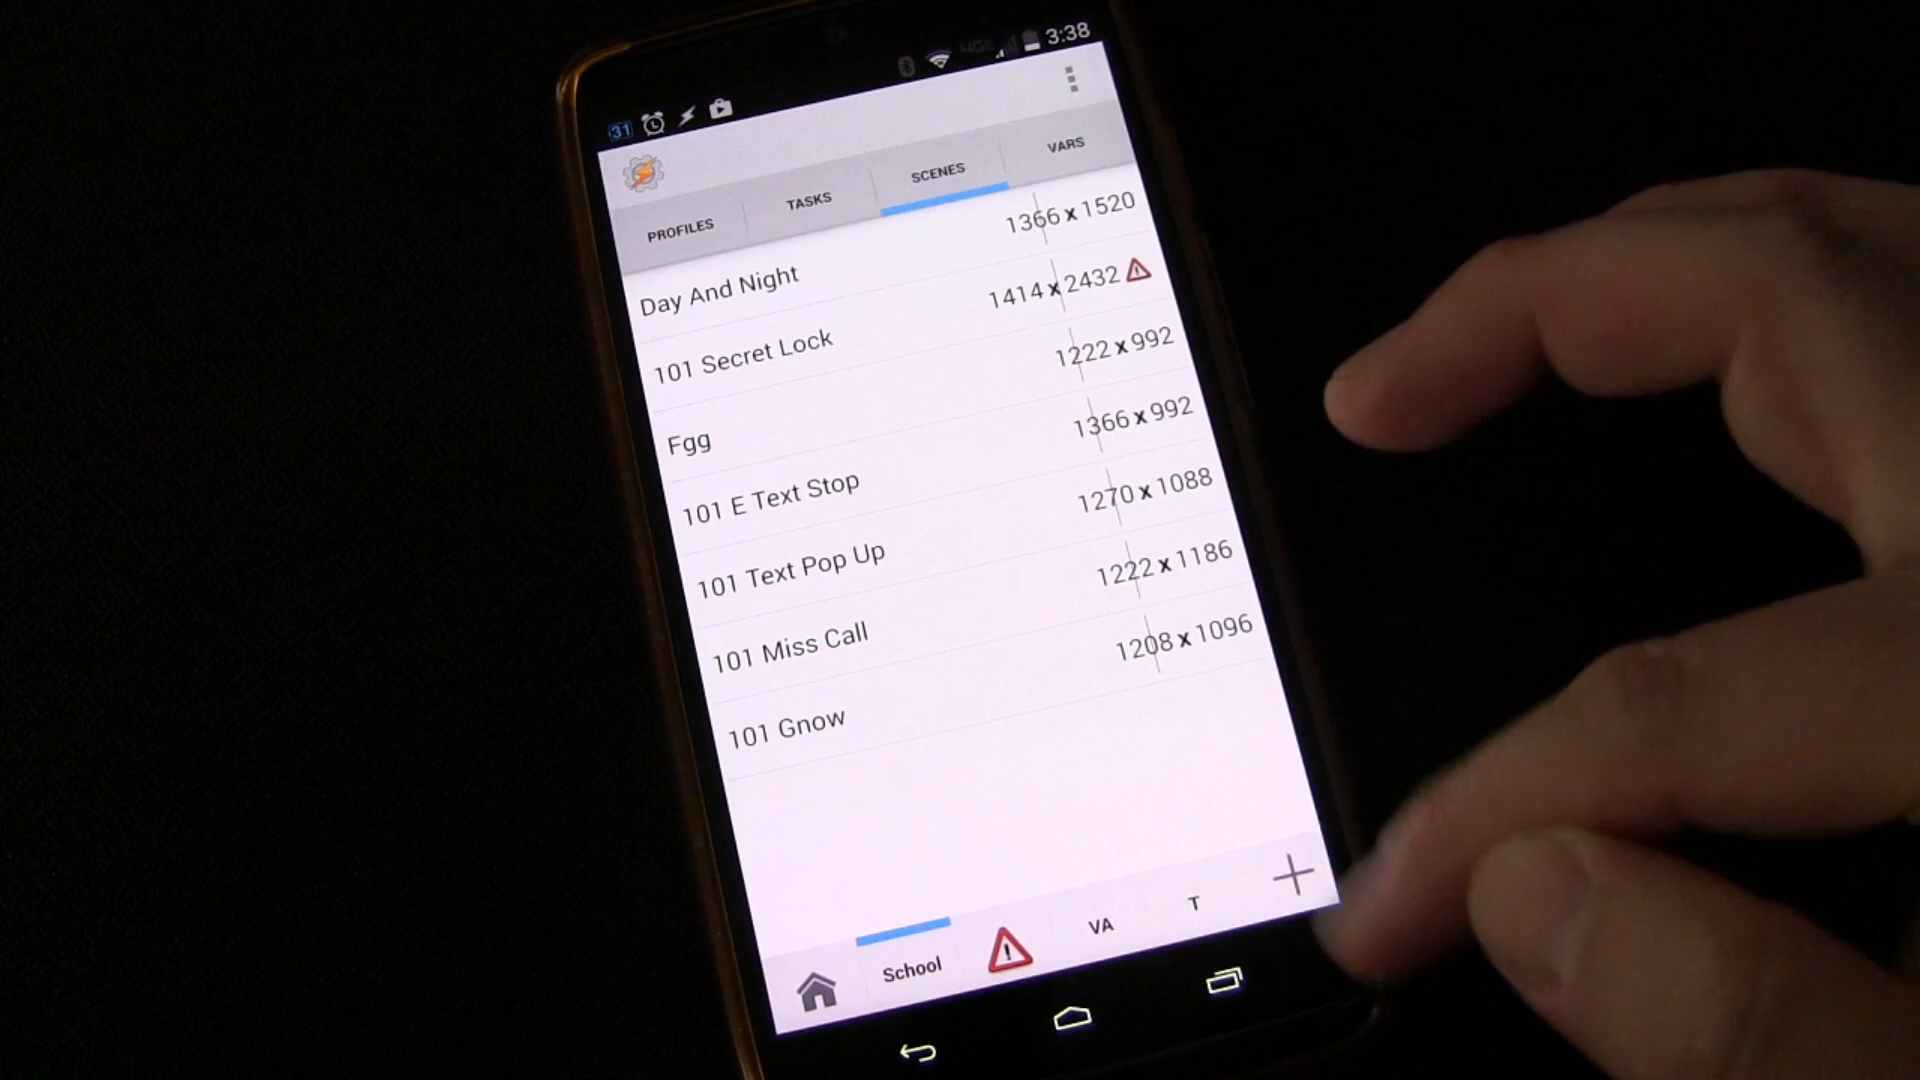 31 4G 3:38
PROFILES TASKS SCENES VARS
Day And Night 1366 x 1520
101 Secret Lock 1414 x 2432
Fgg 1222 x 992
101 E Text Stop 1366 x 992
101 Text Pop Up 1270 x 1088
101 Miss Call 1222 x 1186
101 Gnow 1208 x 1096
School VA T